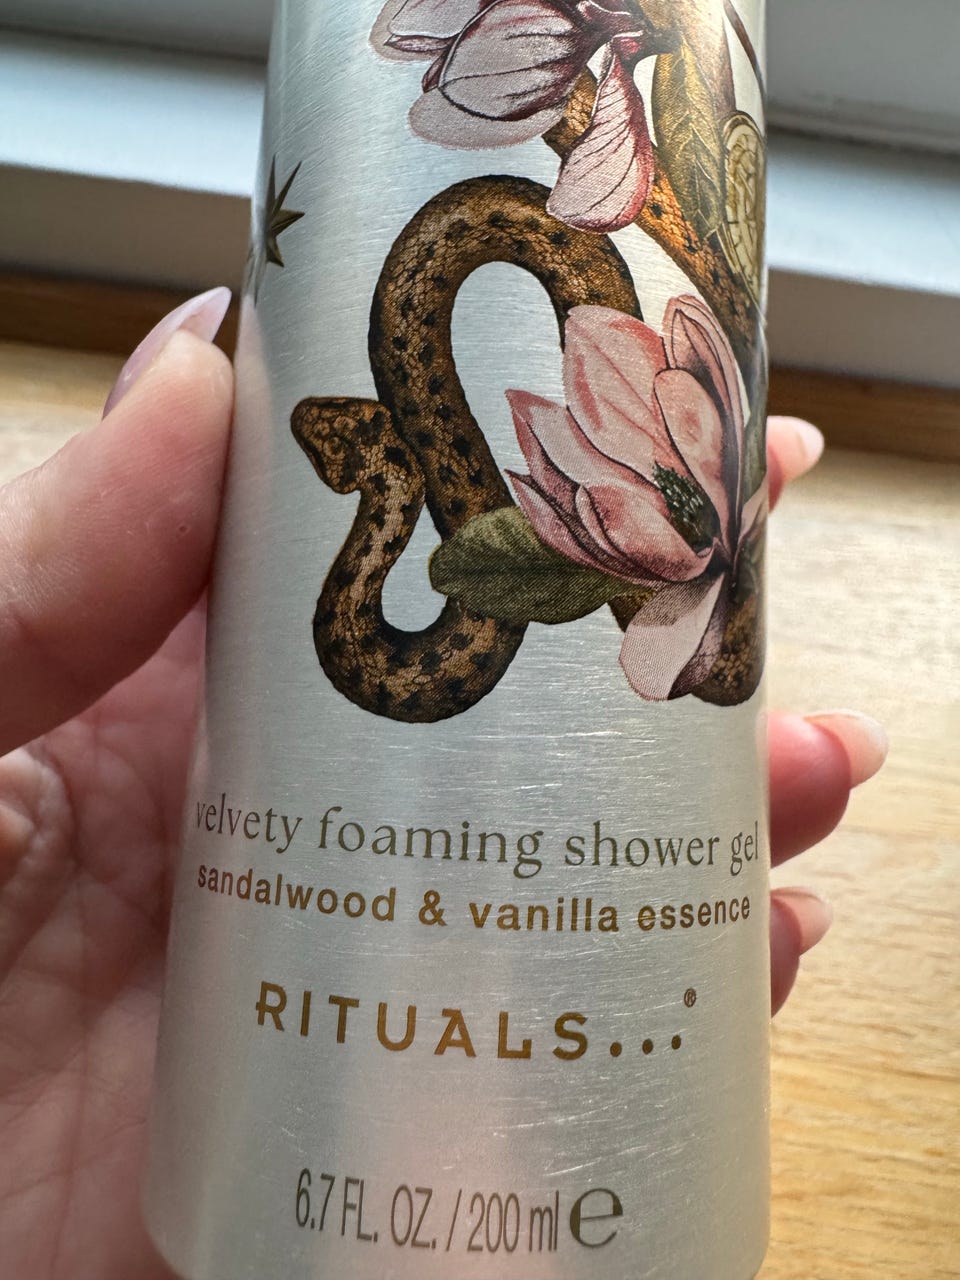 velvety foaming shower gel
sandalwood & vanilla essence
RITUALS...®
6.7 FL. OZ. / 200 ml ℮